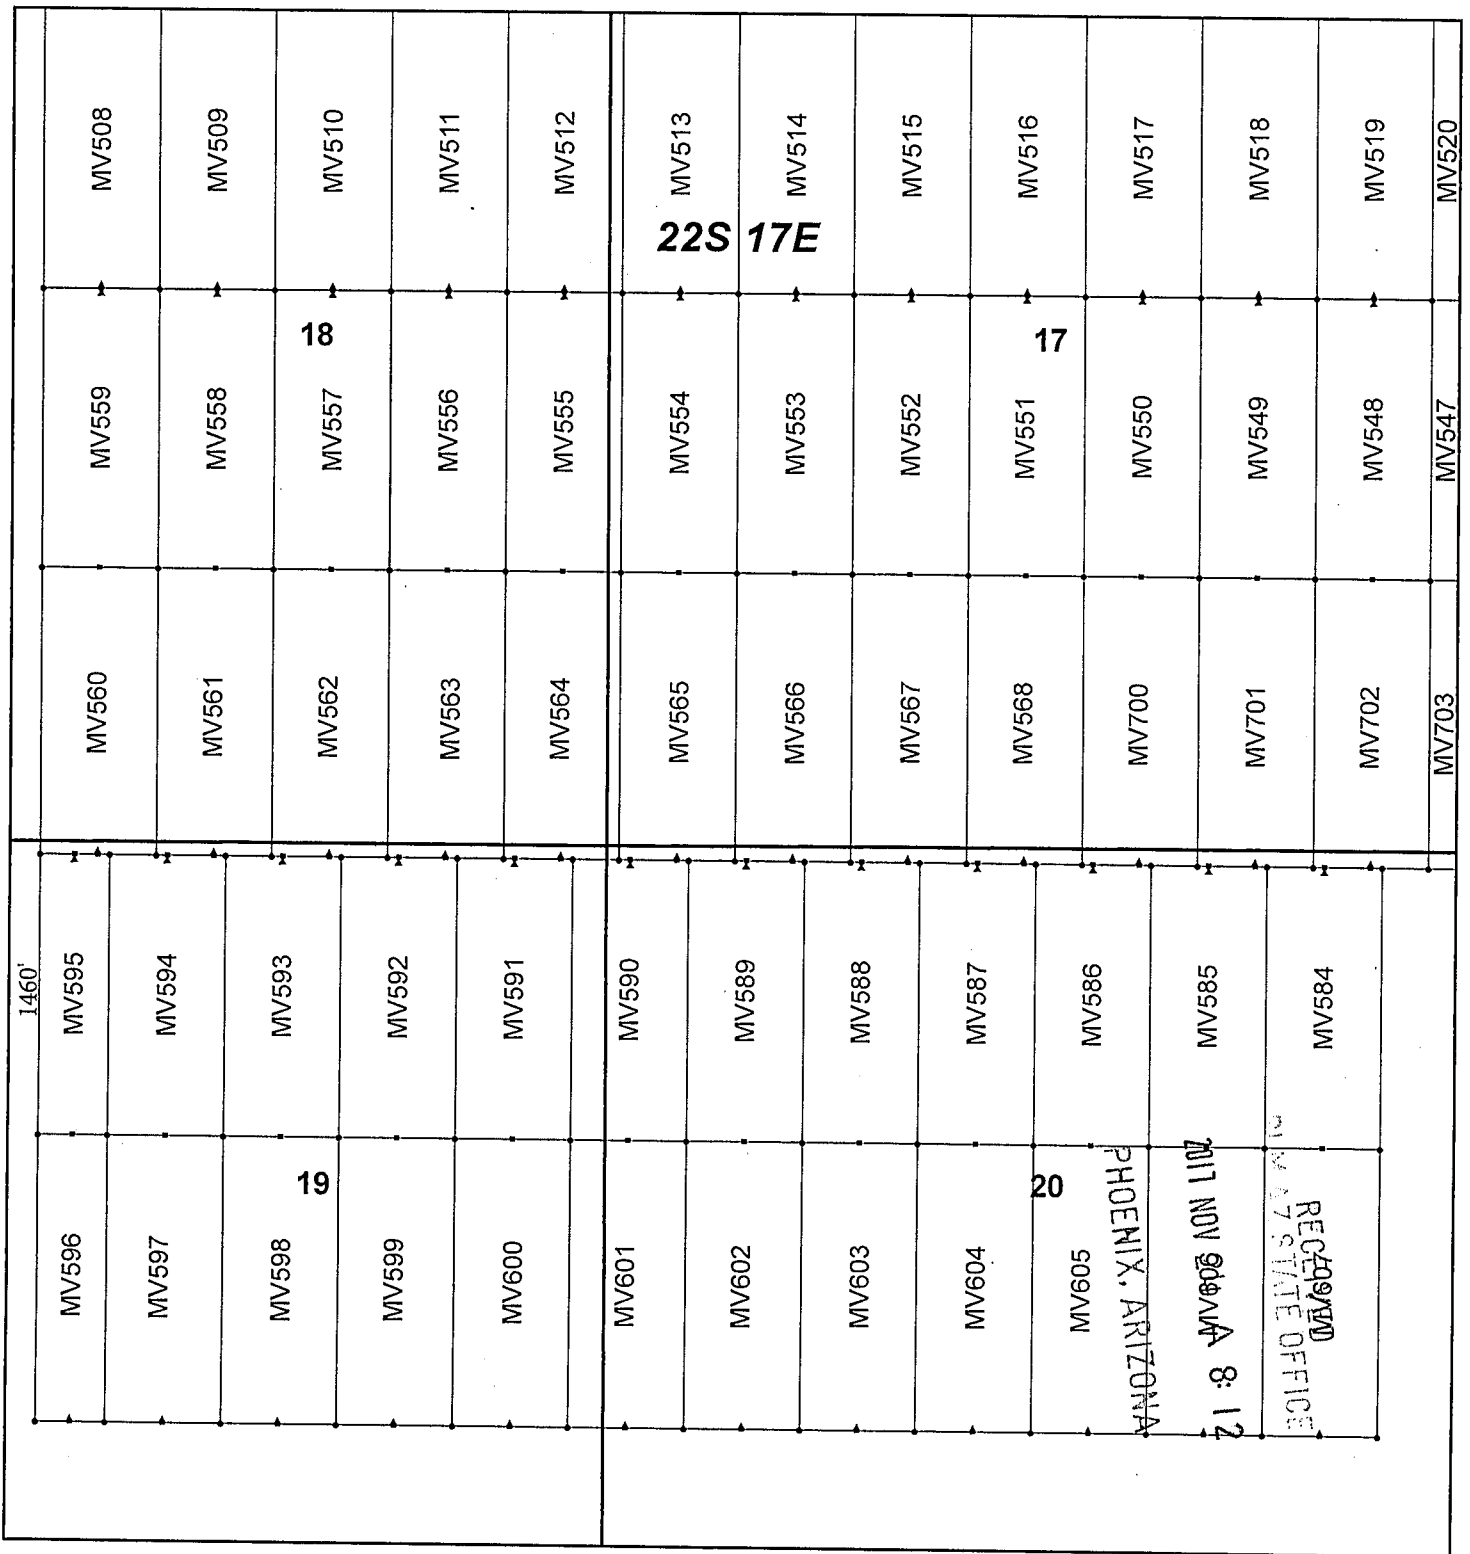 MV508 MV509 MV510 MV511 MV512 MV513 MV514 MV515 MV516 MV517 MV518 MV519 MV520
22S 17E
18 17
MV559 MV558 MV557 MV556 MV555 MV554 MV553 MV552 MV551 MV550 MV549 MV548 MV547
MV560 MV561 MV562 MV563 MV564 MV565 MV566 MV567 MV568 MV700 MV701 MV702 MV703
1460'
MV595 MV594 MV593 MV592 MV591 MV590 MV589 MV588 MV587 MV586 MV585 MV584
19 20
MV596 MV597 MV598 MV599 MV600 MV601 MV602 MV603 MV604 MV605 MV606 MV607
RECEIVED
STATE OFFICE
NOV A 8:12
PHOENIX, ARIZONA